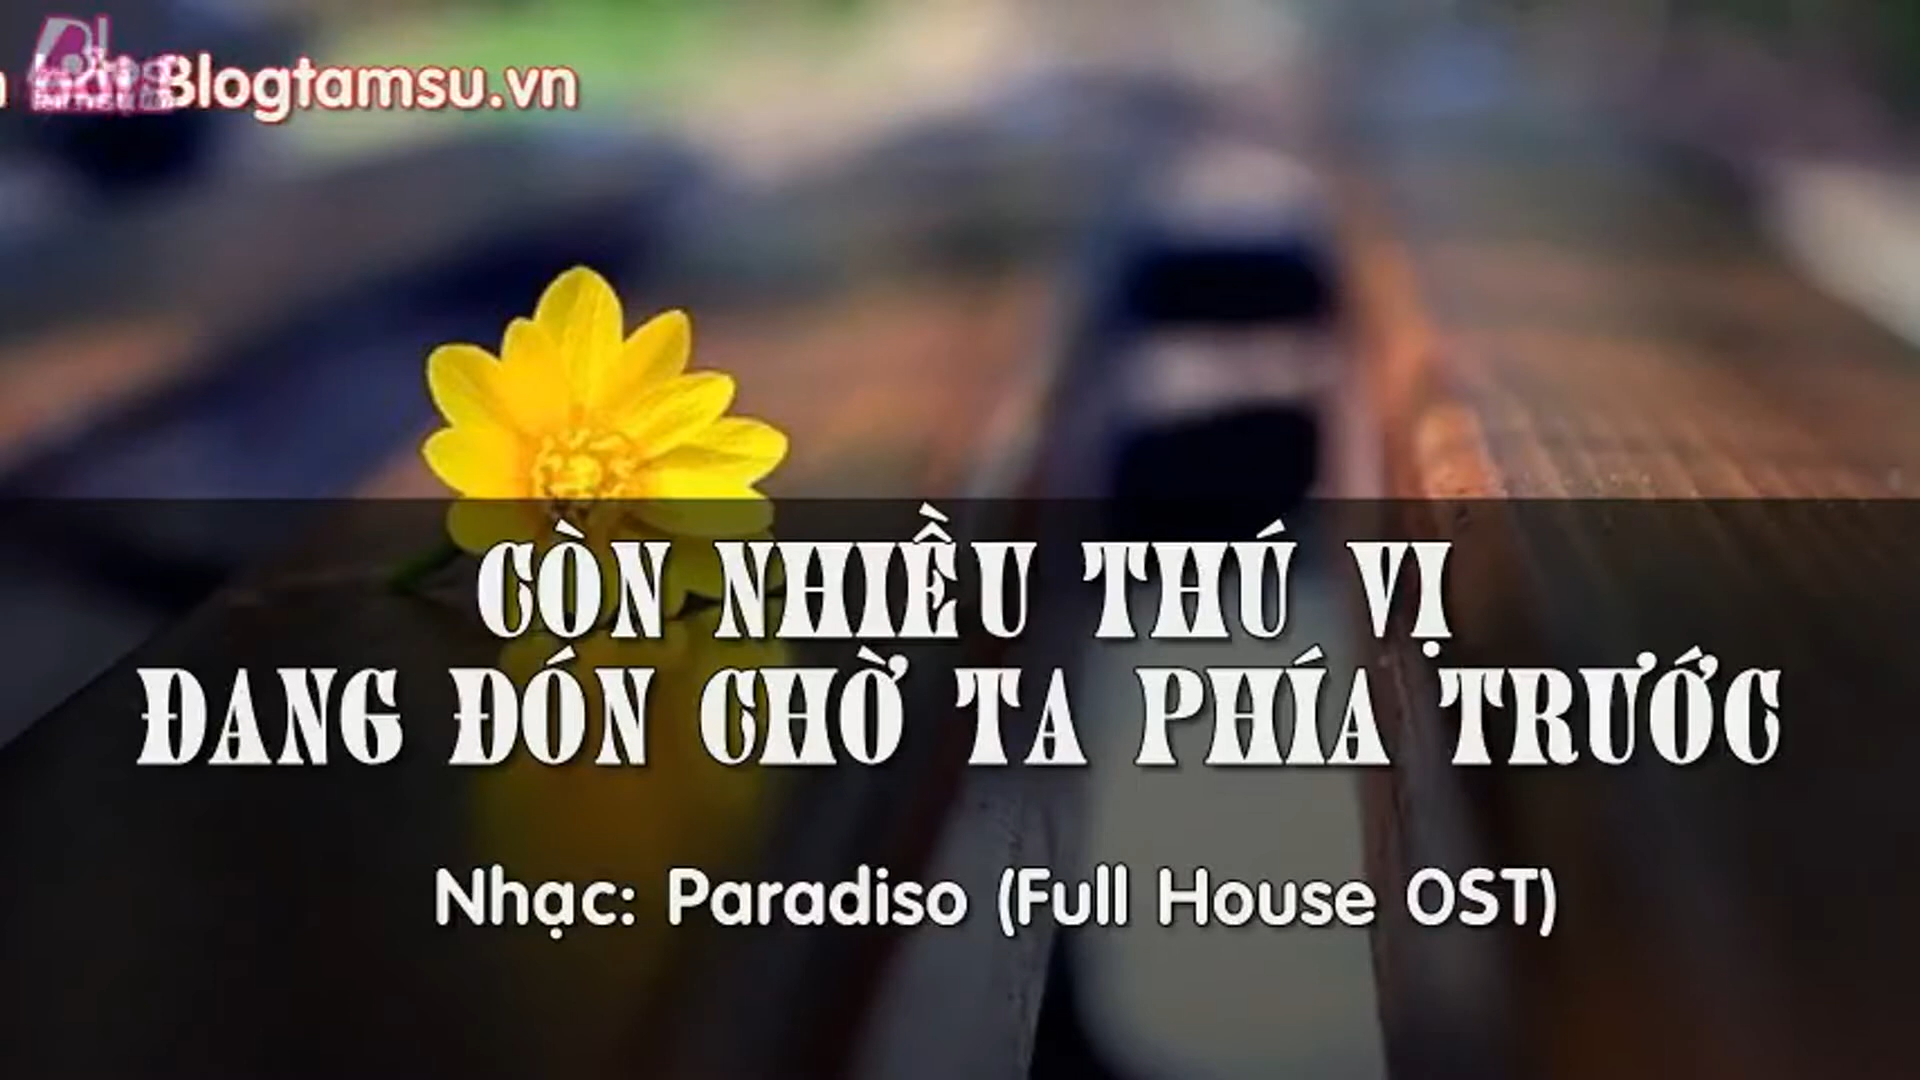 Blogtamsu.vn
CÒN NHIỀU THÚ VỊ
ĐANG ĐÓN CHỜ TA PHÍA TRƯỚC
Nhạc: Paradiso (Full House OST)